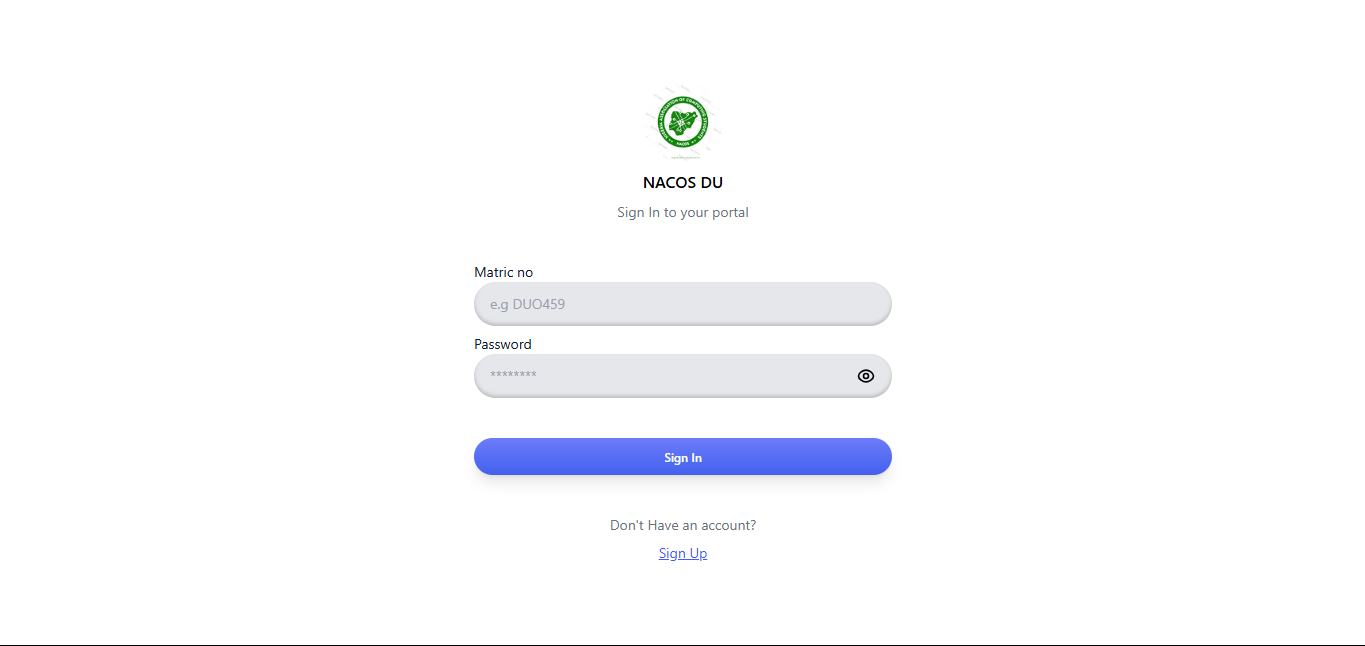 NACOS DU
Sign In to your portal
Matric no
e.g DUO459
Password
********
Sign In
Don't Have an account?
Sign Up